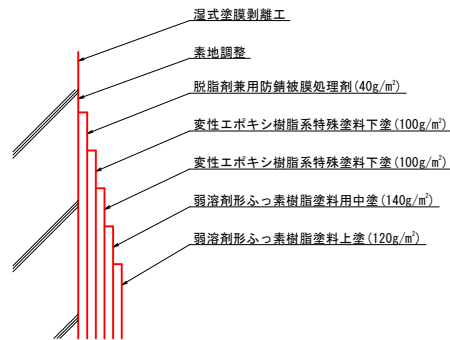 湿式塗膜剥離工
素地調整
脱脂剤兼用防錆被膜処理剤(40g/㎡)
変性エポキシ樹脂系特殊塗料下塗(100g/㎡)
変性エポキシ樹脂系特殊塗料下塗(100g/㎡)
弱溶剤形ふっ素樹脂塗料用中塗(140g/㎡)
弱溶剤形ふっ素樹脂塗料上塗(120g/㎡)